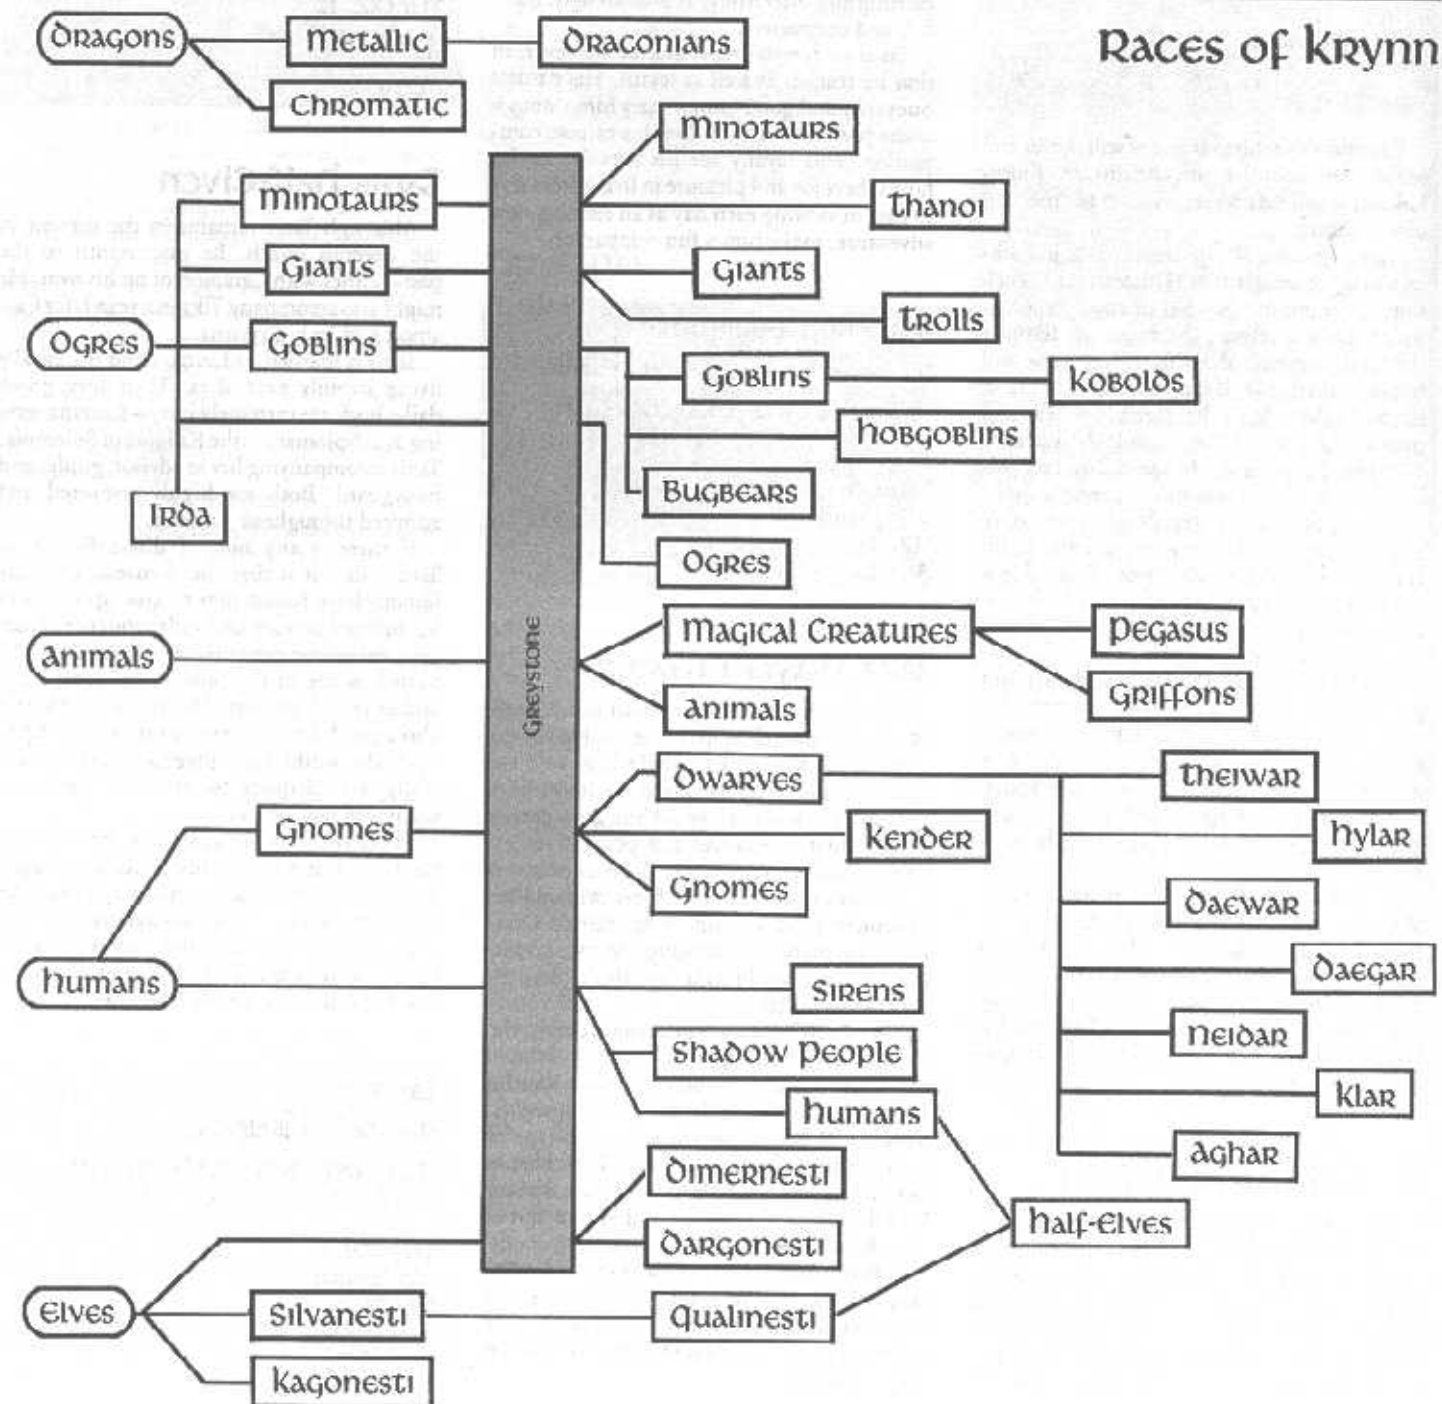 Races of Krynn
Dragons
Metallic
Draconians
Chromatic
Minotaurs
Minotaurs
Thanoi
Giants
Giants
Trolls
Ogres
Goblins
Goblins
Kobolds
Hobgoblins
Bugbears
Irda
Ogres
Greystone
Animals
Magical Creatures
Pegasus
Griffons
Animals
Dwarves
Theiwar
Gnomes
Kender
Hylar
Gnomes
Daewar
Humans
Sirens
Daegar
Shadow People
Neidar
Humans
Klar
Aghar
Dimernesti
Dargonesti
Half-Elves
Elves
Silvanesti
Qualinesti
Kagonesti